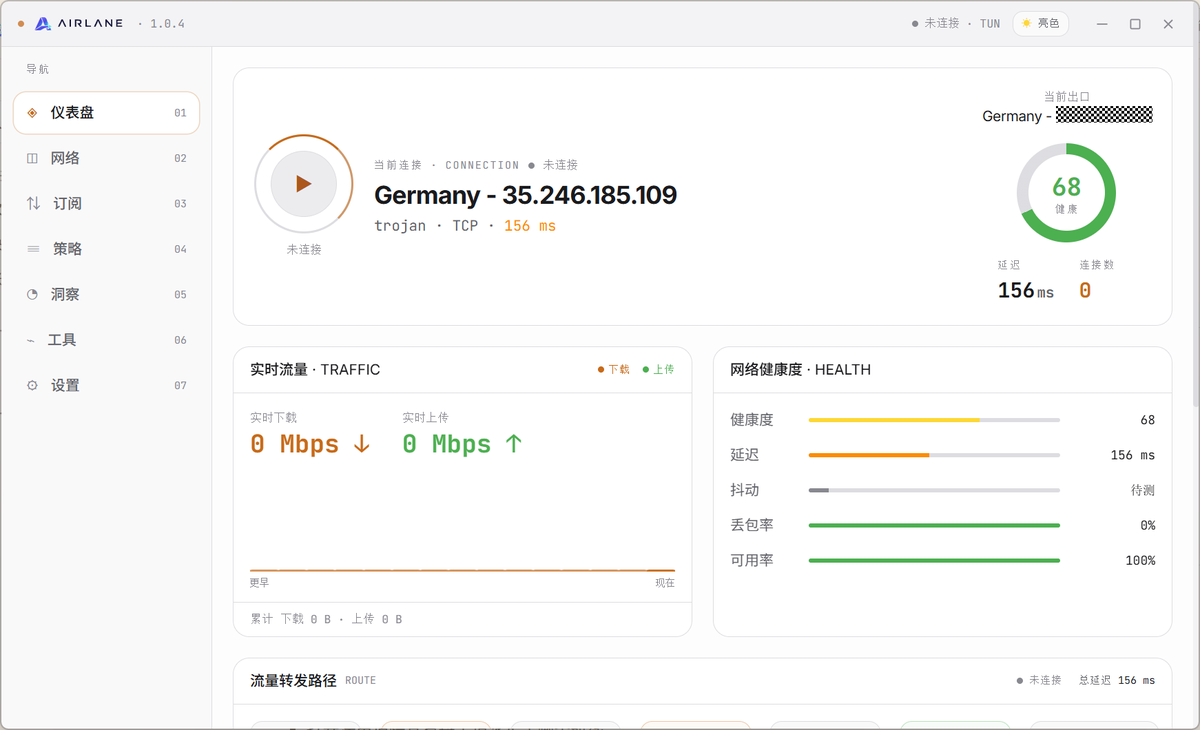 AIRLANE · 1.0.4
未连接 · TUN 亮色
导航
仪表盘 01
网络 02
订阅 03
策略 04
洞察 05
工具 06
设置 07
当前连接 · CONNECTION 未连接
Germany - 35.246.185.109
trojan · TCP · 156 ms
未连接
当前出口
Germany -
68
健康
延迟 连接数
156 ms 0
实时流量 · TRAFFIC 下载 上传
实时下载 实时上传
0 Mbps ↓ 0 Mbps ↑
更早 现在
累计 下载 0 B · 上传 0 B
网络健康度 · HEALTH
健康度 68
延迟 156 ms
抖动 待测
丢包率 0%
可用率 100%
流量转发路径 ROUTE 未连接 总延迟 156 ms